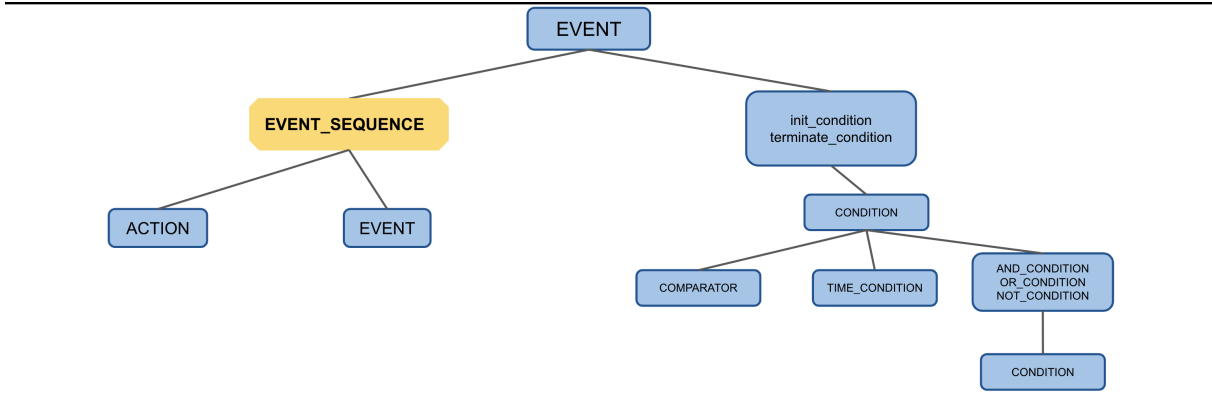 EVENT
EVENT_SEQUENCE
init_condition
terminate_condition
ACTION
EVENT
CONDITION
COMPARATOR
TIME_CONDITION
AND_CONDITION
OR_CONDITION
NOT_CONDITION
CONDITION